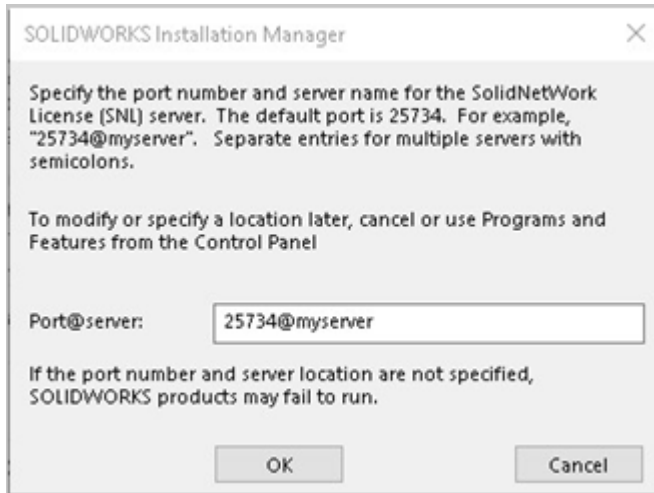 SOLIDWORKS Installation Manager
Specify the port number and server name for the SolidNetWork
License (SNL) server.  The default port is 25734.  For example,
"25734@myserver".   Separate entries for multiple servers with
semicolons.
To modify or specify a location later, cancel or use Programs and
Features from the Control Panel
Port@server: 25734@myserver
If the port number and server location are not specified,
SOLIDWORKS products may fail to run.
OK Cancel